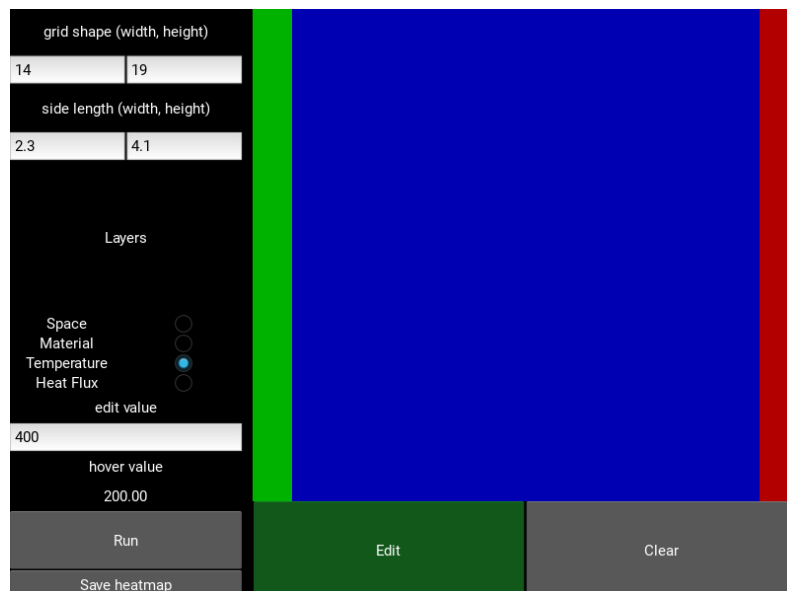 grid shape (width, height)
14 19
side length (width, height)
2.3 4.1
Layers
Space
Material
Temperature
Heat Flux
edit value
400
hover value
200.00
Run
Save heatmap
Edit Clear